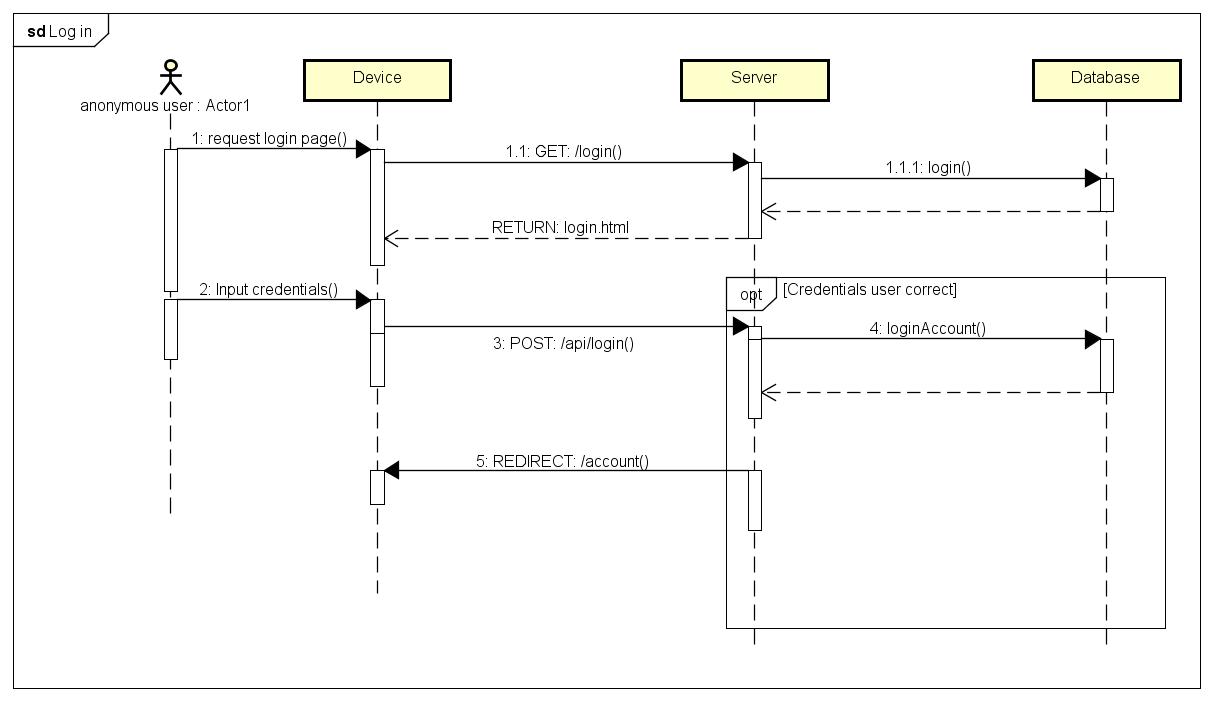 sd Log in
anonymous user : Actor1
Device
Server
Database
1: request login page()
1.1: GET: /login()
1.1.1: login()
RETURN: login.html
2: Input credentials()
opt
[Credentials user correct]
3: POST: /api/login()
4: loginAccount()
5: REDIRECT: /account()